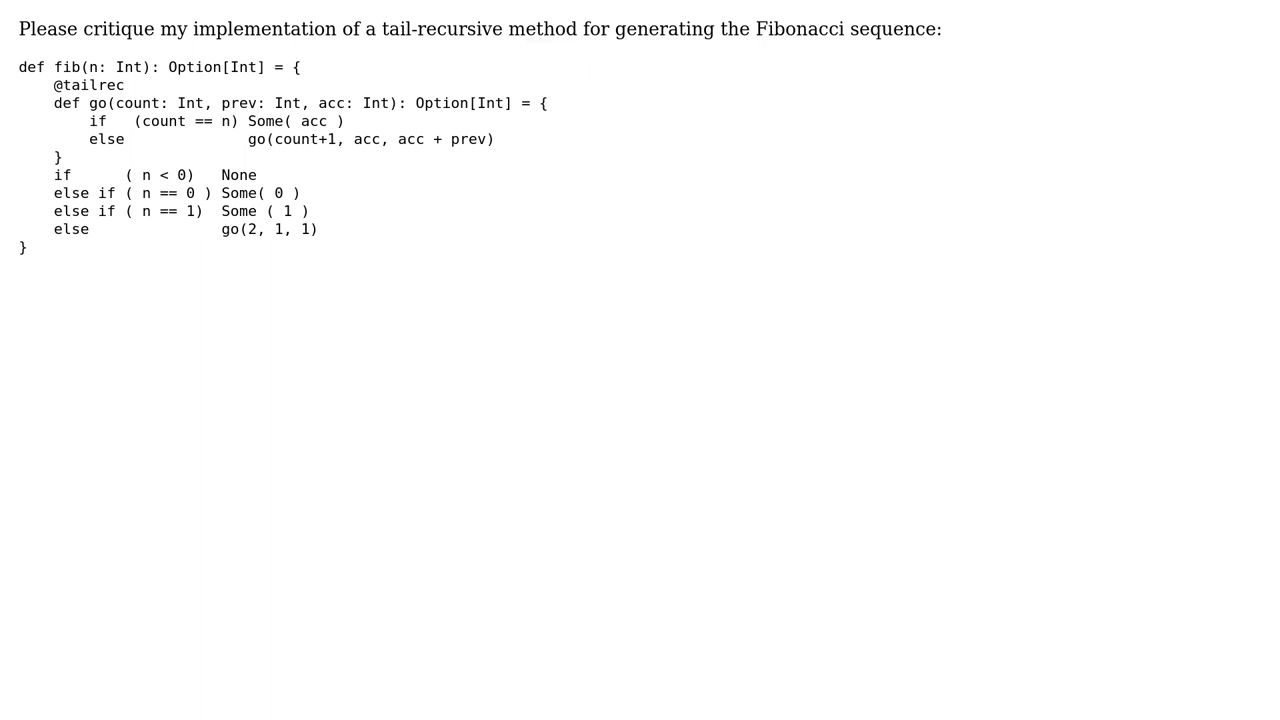 Please critique my implementation of a tail-recursive method for generating the Fibonacci sequence:
def fib(n: Int): Option[Int] = {
    @tailrec
    def go(count: Int, prev: Int, acc: Int): Option[Int] = {
        if   (count == n) Some( acc )
        else              go(count+1, acc, acc + prev)
    }
    if      ( n < 0)   None
    else if ( n == 0 ) Some( 0 )
    else if ( n == 1)  Some ( 1 )
    else               go(2, 1, 1)
}